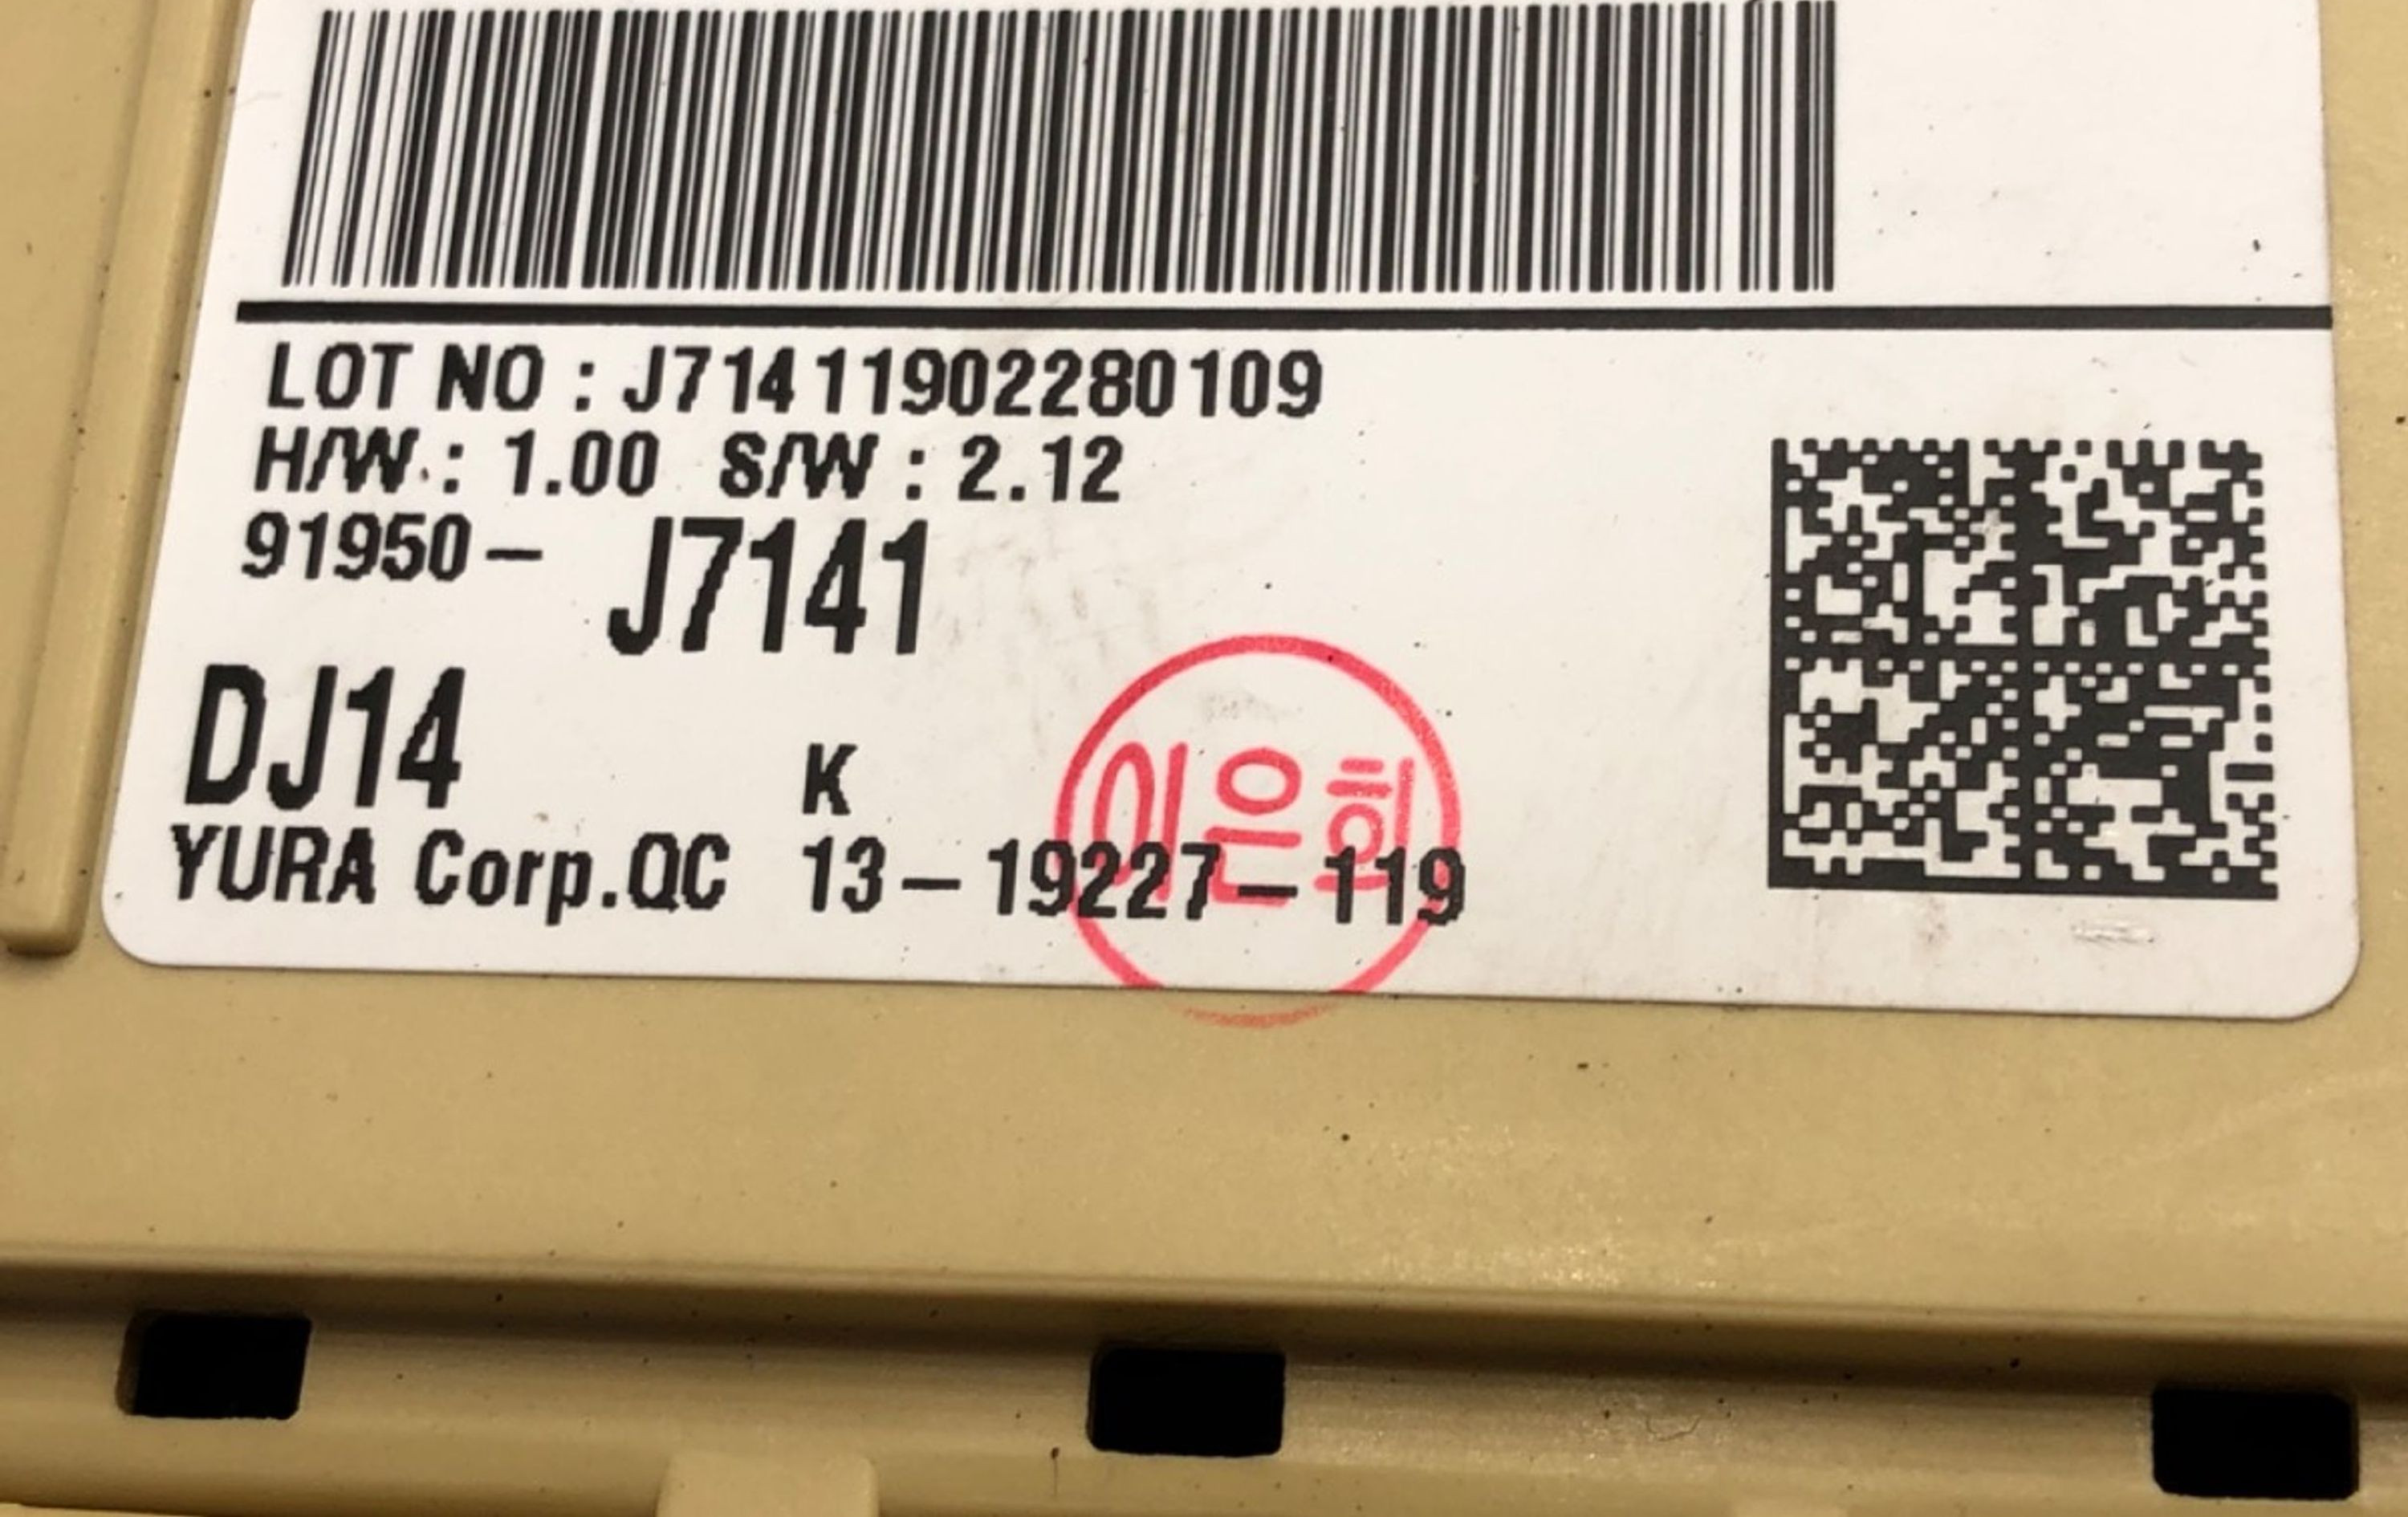 LOT NO : J71411902280109
H/W : 1.00 S/W : 2.12
91950- J7141
DJ14 K
YURA Corp.QC 13-19227-119
이은희